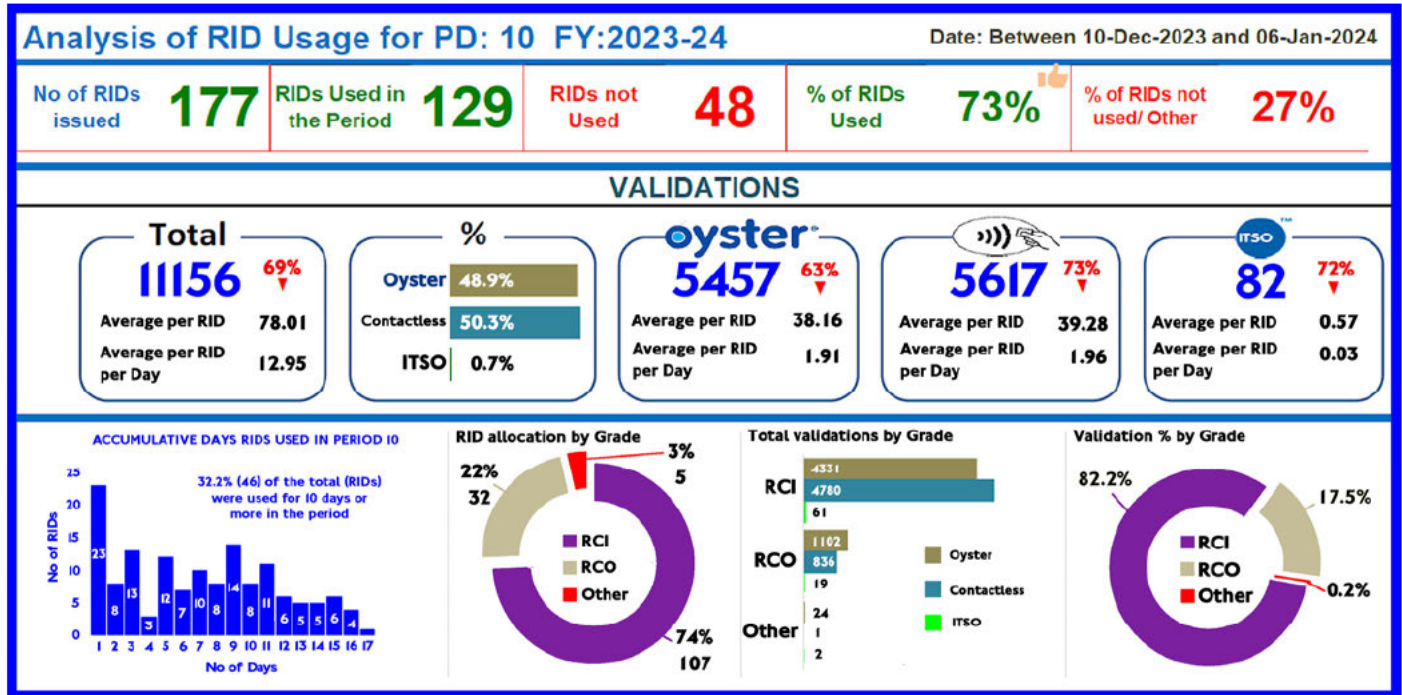 Analysis of RID Usage for PD: 10 FY:2023-24
Date: Between 10-Dec-2023 and 06-Jan-2024
No of RIDs
issued
177
RIDs Used in
the Period
129
RIDs not
Used
48
% of RIDs
Used
73%
% of RIDs not
used/ Other
27%
VALIDATIONS
Total
11156
69%
Average per RID
78.01
Average per RID
per Day
12.95
%
Oyster
48.9%
Contactless
50.3%
ITSO
0.7%
oyster
5457
63%
Average per RID
38.16
Average per RID
per Day
1.91
5617
73%
Average per RID
39.28
Average per RID
per Day
1.96
ITSO
TM
82
72%
Average per RID
0.57
Average per RID
per Day
0.03
ACCUMULATIVE DAYS RIDS USED IN PERIOD 10
32.2% (46) of the total (RIDs)
were used for 10 days or
more in the period
No of RIDs
25
20
15
10
5
0
23
8
13
3
12
7
10
8
14
8
11
6
5
5
6
4
1 2 3 4 5 6 7 8 9 10 11 12 13 14 15 16 17
No of Days
RID allocation by Grade
22%
32
3%
5
RCI
RCO
Other
74%
107
Total validations by Grade
RCI
4331
4780
61
RCO
1102
836
19
Other
24
1
2
Oyster
Contactless
ITSO
Validation % by Grade
82.2%
17.5%
RCI
RCO
Other
0.2%